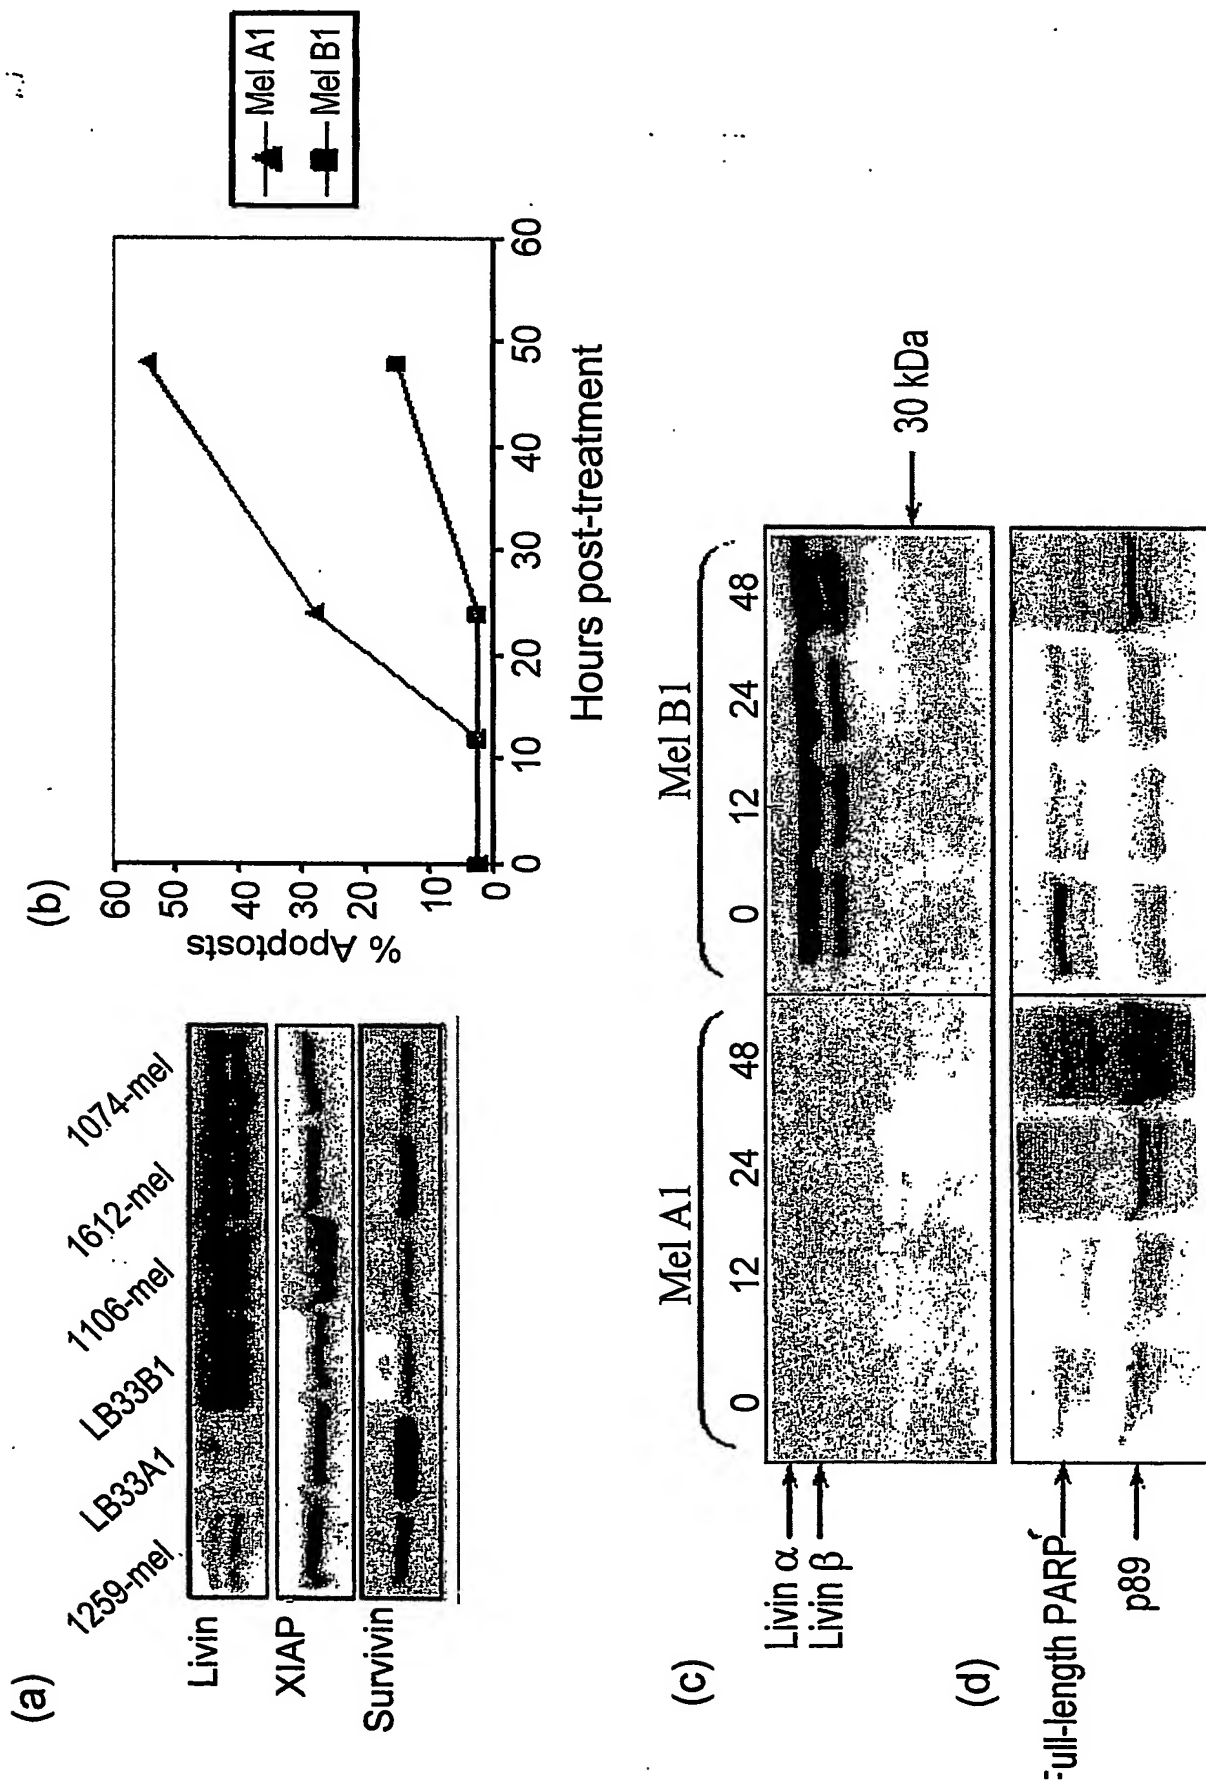 (a)
1259-mel
LB33A1
LB33B1
1106-mel
1612-mel
1074-mel
Livin
XIAP
Survivin
(b)
% Apoptosts
60
50
40
30
20
10
0
0
10
20
30
40
50
60
Hours post-treatment
Mel A1
Mel B1
(c)
Mel A1
Mel B1
0
12
24
48
0
12
24
48
Livin α
Livin β
30 kDa
(d)
ull-length PARP
p89